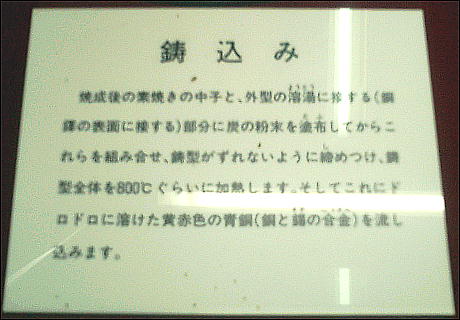 鋳込み
焼成後の素焼きの中子と、外型の溶湯に接する(銅
鐸の表面に接する)部分に炭の粉末を塗布してからこ
れらを組み合せ、鋳型がずれないように締めつけ、鋳
型全体を800℃ぐらいに加熱します。そしてこれにド
ロドロに溶けた黄赤色の青銅(銅と錫の合金)を流し
込みます。